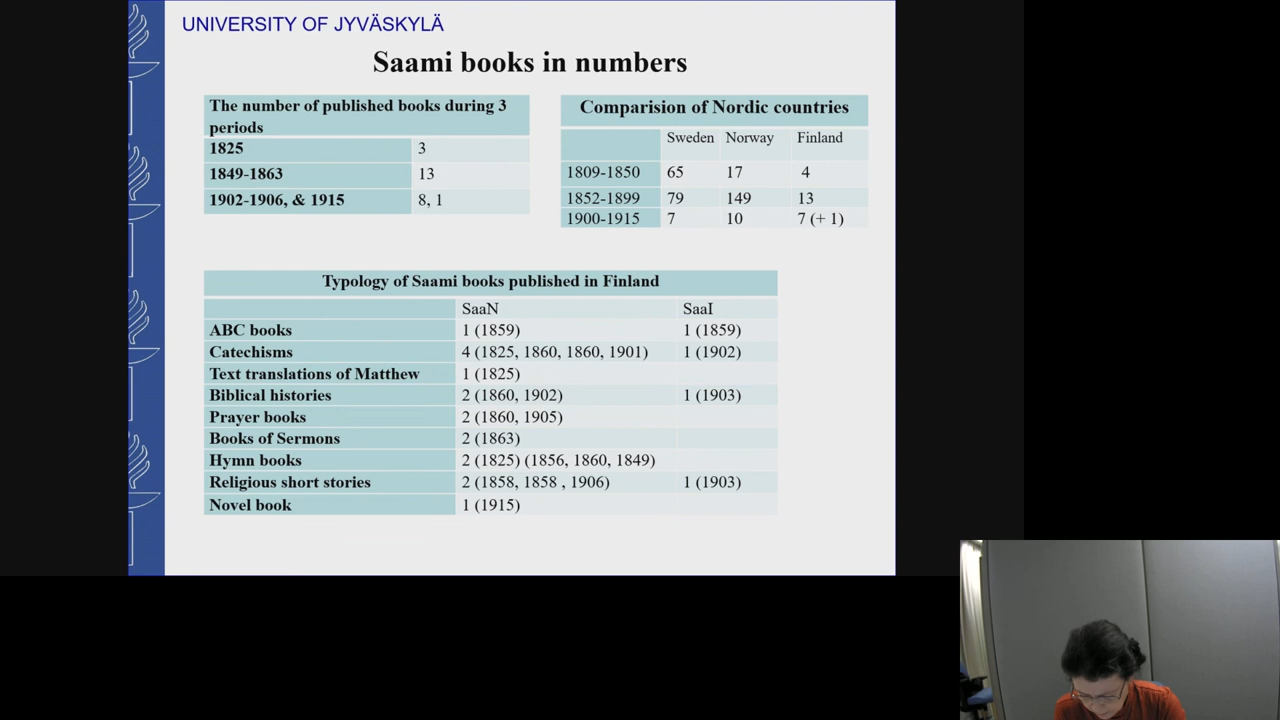 UNIVERSITY OF JYVÄSKYLÄ
Saami books in numbers
The number of published books during 3
periods
1825 3
1849-1863 13
1902-1906, & 1915 8, 1
Comparision of Nordic countries
Sweden Norway Finland
1809-1850 65 17 4
1852-1899 79 149 13
1900-1915 7 10 7 (+ 1)
Typology of Saami books published in Finland
SaaN SaaI
ABC books 1 (1859) 1 (1859)
Catechisms 4 (1825, 1860, 1860, 1901) 1 (1902)
Text translations of Matthew 1 (1825)
Biblical histories 2 (1860, 1902) 1 (1903)
Prayer books 2 (1860, 1905)
Books of Sermons 2 (1863)
Hymn books 2 (1825) (1856, 1860, 1849)
Religious short stories 2 (1858, 1858 , 1906) 1 (1903)
Novel book 1 (1915)